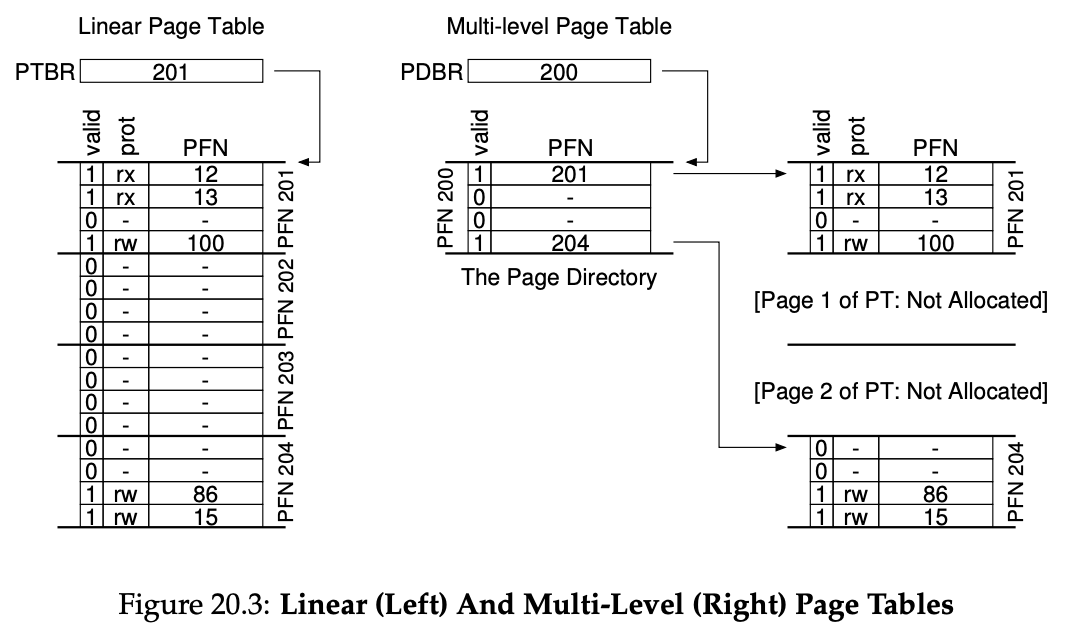 Linear Page Table
PTBR 201
valid prot PFN
1 rx 12
1 rx 13
0 - -
1 rw 100
PFN 201
0 - -
0 - -
0 - -
0 - -
PFN 202
0 - -
0 - -
0 - -
0 - -
PFN 203
0 - -
0 - -
1 rw 86
1 rw 15
PFN 204
Multi-level Page Table
PDBR 200
valid PFN
PFN 200
1 201
0 -
0 -
1 204
The Page Directory
valid prot PFN
1 rx 12
1 rx 13
0 - -
1 rw 100
PFN 201
[Page 1 of PT: Not Allocated]
[Page 2 of PT: Not Allocated]
0 - -
0 - -
1 rw 86
1 rw 15
PFN 204
Figure 20.3: Linear (Left) And Multi-Level (Right) Page Tables